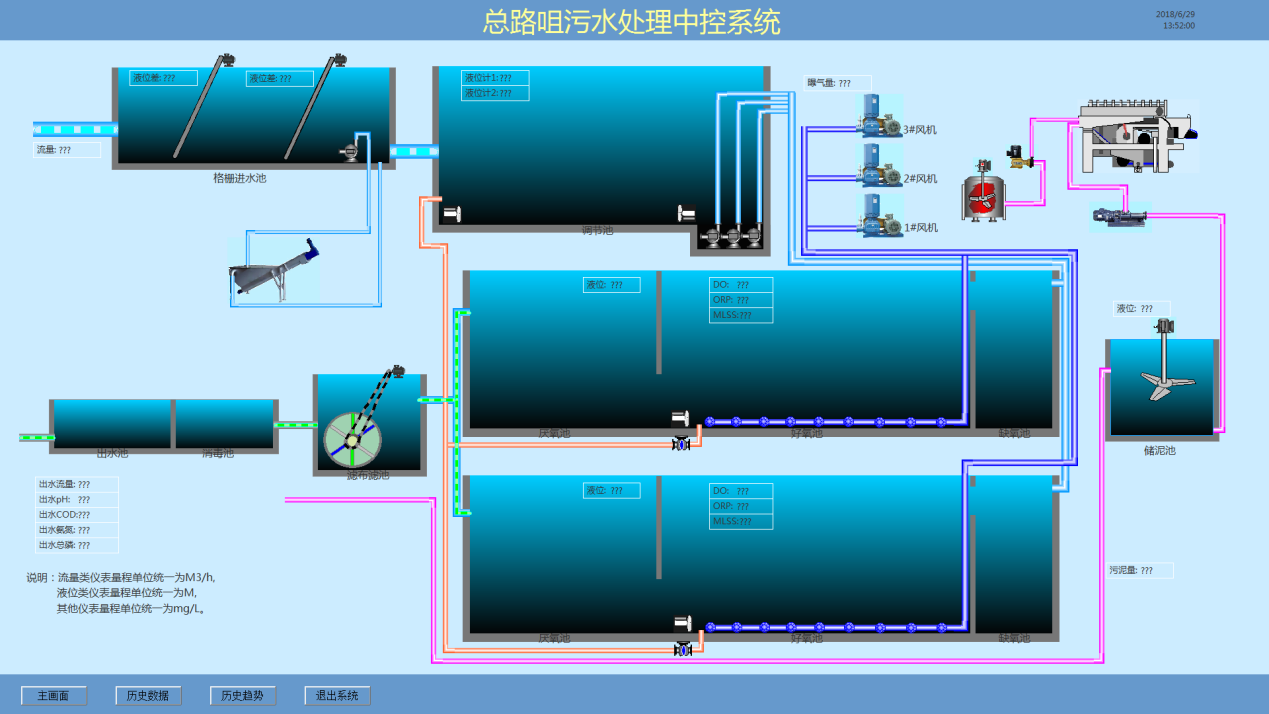 总路咀污水处理中控系统
2018/6/29
13:52:00
液位差: ???
液位差: ???
流量: ???
格栅进水池
液位计1: ???
液位计2: ???
调节池
曝气量: ???
3#风机
2#风机
1#风机
液位: ???
DO: ???
ORP: ???
MLSS: ???
厌氧池
好氧池
缺氧池
液位: ???
储泥池
出水池
消毒池
滤布滤池
出水流量: ???
出水pH: ???
出水COD:???
出水氨氮: ???
出水总磷: ???
液位: ???
DO: ???
ORP: ???
MLSS: ???
厌氧池
好氧池
缺氧池
污泥量: ???
说明：流量类仪表量程单位统一为M3/h,
液位类仪表量程单位统一为M,
其他仪表量程单位统一为mg/L。
主画面
历史数据
历史趋势
退出系统